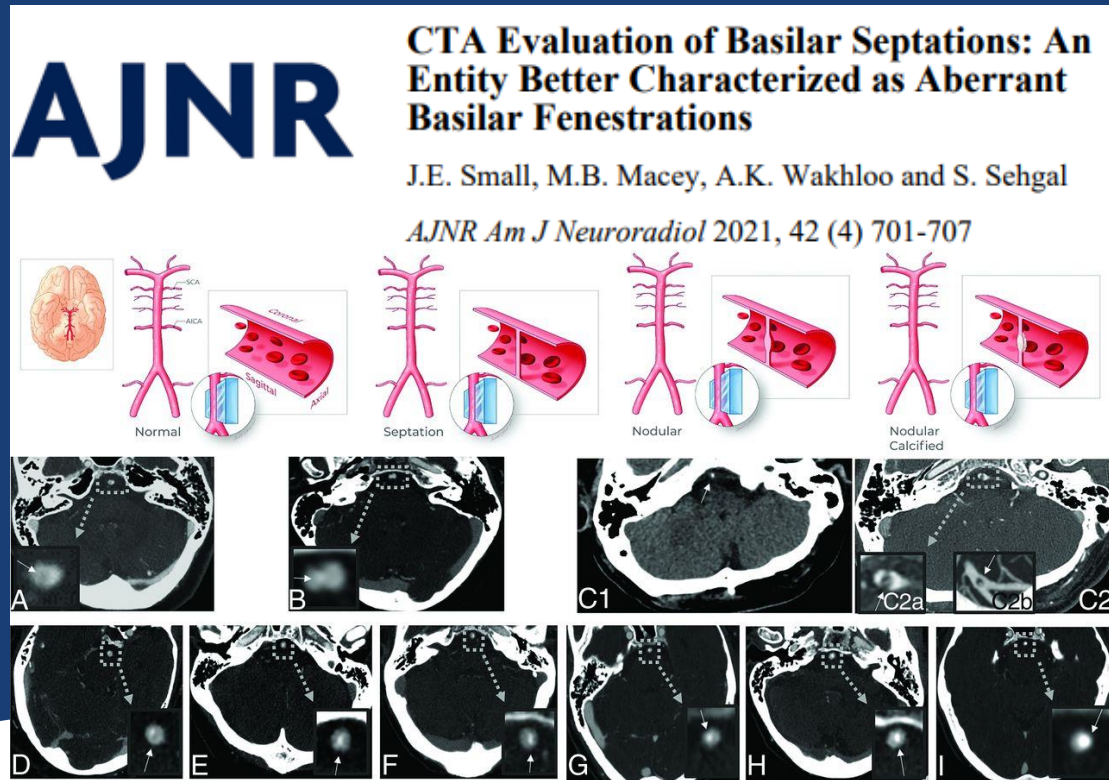 AJNR
CTA Evaluation of Basilar Septations: An
Entity Better Characterized as Aberrant
Basilar Fenestrations
J.E. Small, M.B. Macey, A.K. Wakhloo and S. Sehgal
AJNR Am J Neuroradiol 2021, 42 (4) 701-707
SCA
AICA
Coronal
Sagittal
Axial
Normal
Septation
Nodular
Nodular
Calcified
A
B
C1
C2a
C2b
C2
D
E
F
G
H
I